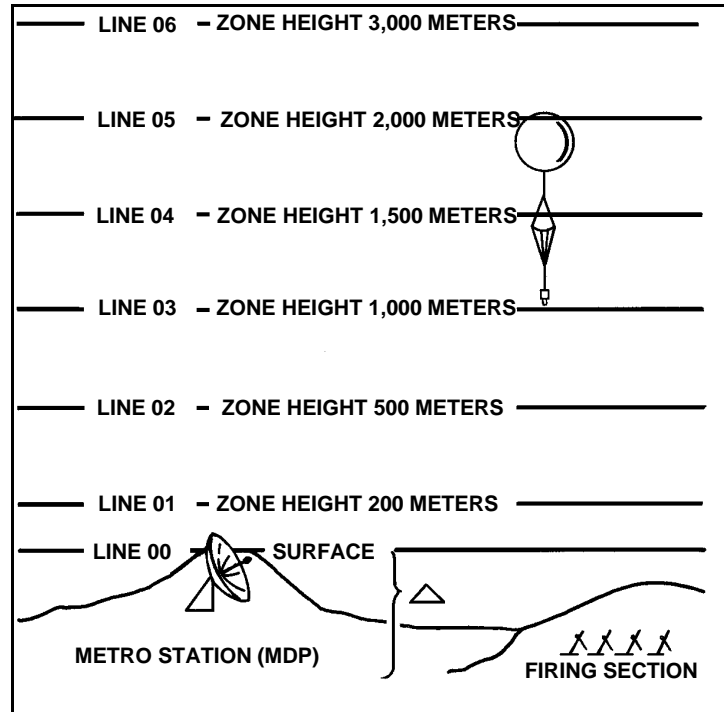 LINE 06 - ZONE HEIGHT 3,000 METERS
LINE 05 - ZONE HEIGHT 2,000 METERS
LINE 04 - ZONE HEIGHT 1,500 METERS
LINE 03 - ZONE HEIGHT 1,000 METERS
LINE 02 - ZONE HEIGHT 500 METERS
LINE 01 - ZONE HEIGHT 200 METERS
LINE 00 - SURFACE
METRO STATION (MDP)
FIRING SECTION